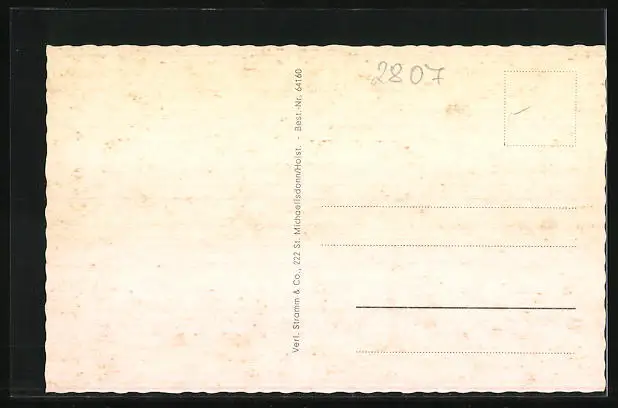 2807
Verl. Stramm & Co., 222 St. Michaelisdonn/Holst. - Best.-Nr. 64160